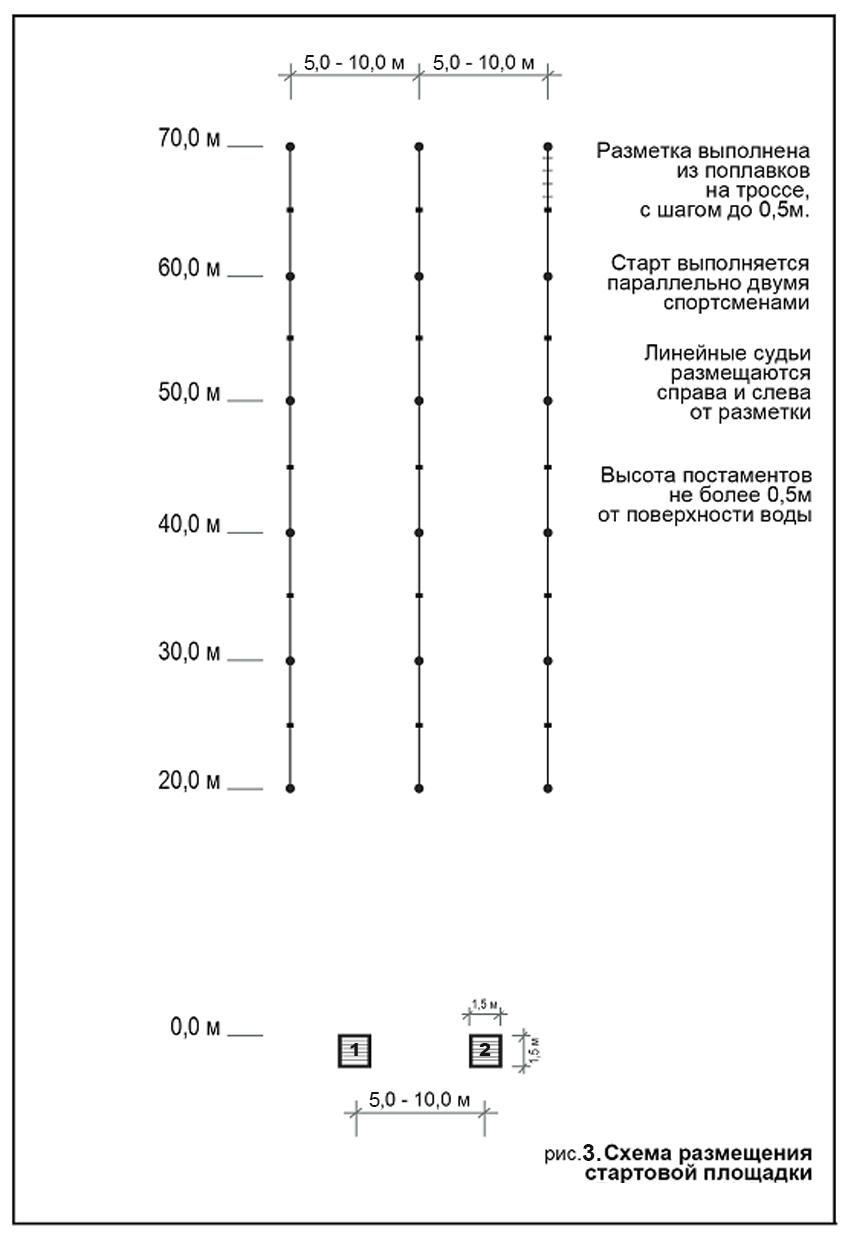 5,0 - 10,0 м 5,0 - 10,0 м
70,0 м
Разметка выполнена
из поплавков
на троссе,
с шагом до 0,5м.
60,0 м
Старт выполняется
параллельно двумя
спортсменами
Линейные судьи
размещаются
справа и слева
от разметки
50,0 м
Высота постаментов
не более 0,5м
от поверхности воды
40,0 м
30,0 м
20,0 м
1,5 м
0,0 м
1
2
1,5 м
5,0 - 10,0 м
рис.3.Схема размещения
стартовой площадки